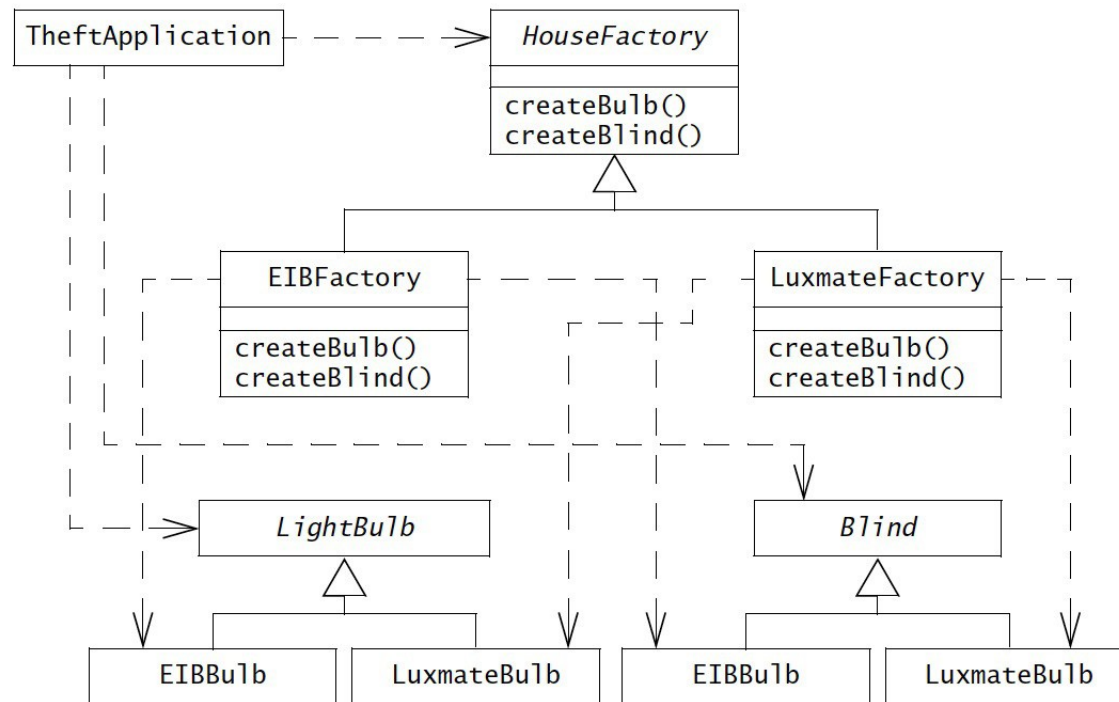 TheftApplication
HouseFactory
createBulb()
createBlind()
EIBFactory
createBulb()
createBlind()
LuxmateFactory
createBulb()
createBlind()
LightBulb
Blind
EIBBulb
LuxmateBulb
EIBBulb
LuxmateBulb